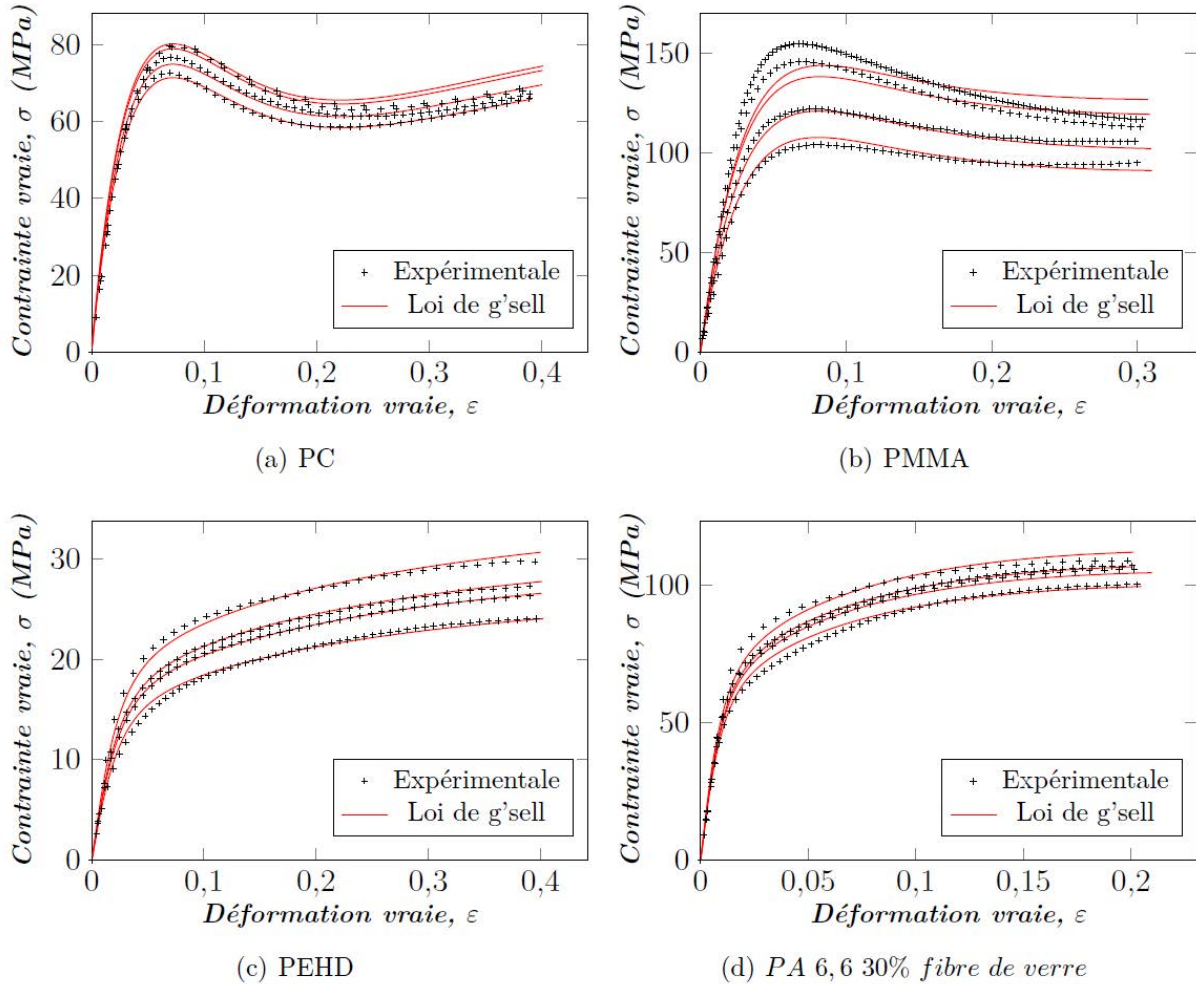 Contrainte vraie, σ (MPa)
80
60
40
20
0
0 0,1 0,2 0,3 0,4
Déformation vraie, ε
Expérimentale
Loi de g'sell
(a) PC
Contrainte vraie, σ (MPa)
150
100
50
0
0 0,1 0,2 0,3
Déformation vraie, ε
Expérimentale
Loi de g'sell
(b) PMMA
Contrainte vraie, σ (MPa)
30
20
10
0
0 0,1 0,2 0,3 0,4
Déformation vraie, ε
Expérimentale
Loi de g'sell
(c) PEHD
Contrainte vraie, σ (MPa)
100
50
0
0 0,05 0,1 0,15 0,2
Déformation vraie, ε
Expérimentale
Loi de g'sell
(d) PA 6,6 30% fibre de verre